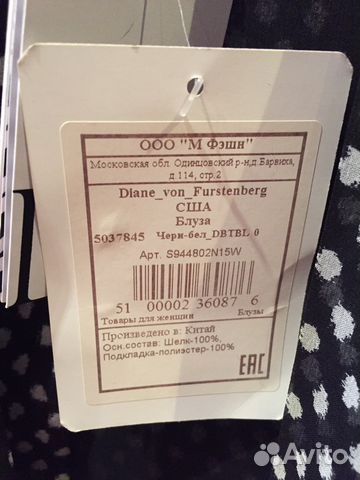 ООО "М Фэшн"
Московская обл. Одинцовский р-н,д.Барвиха,
д.114, стр.2
Diane_von_Furstenberg
США
Блуза
5037845 Черн-бел_DBTBL 0
Арт. S944802N15W
51 00002 36087 6
Товары для женщин Блузы
Произведено в: Китай
Осн.состав: Шелк-100%,
Подкладка-полиэстер-100%
EAC
Avito